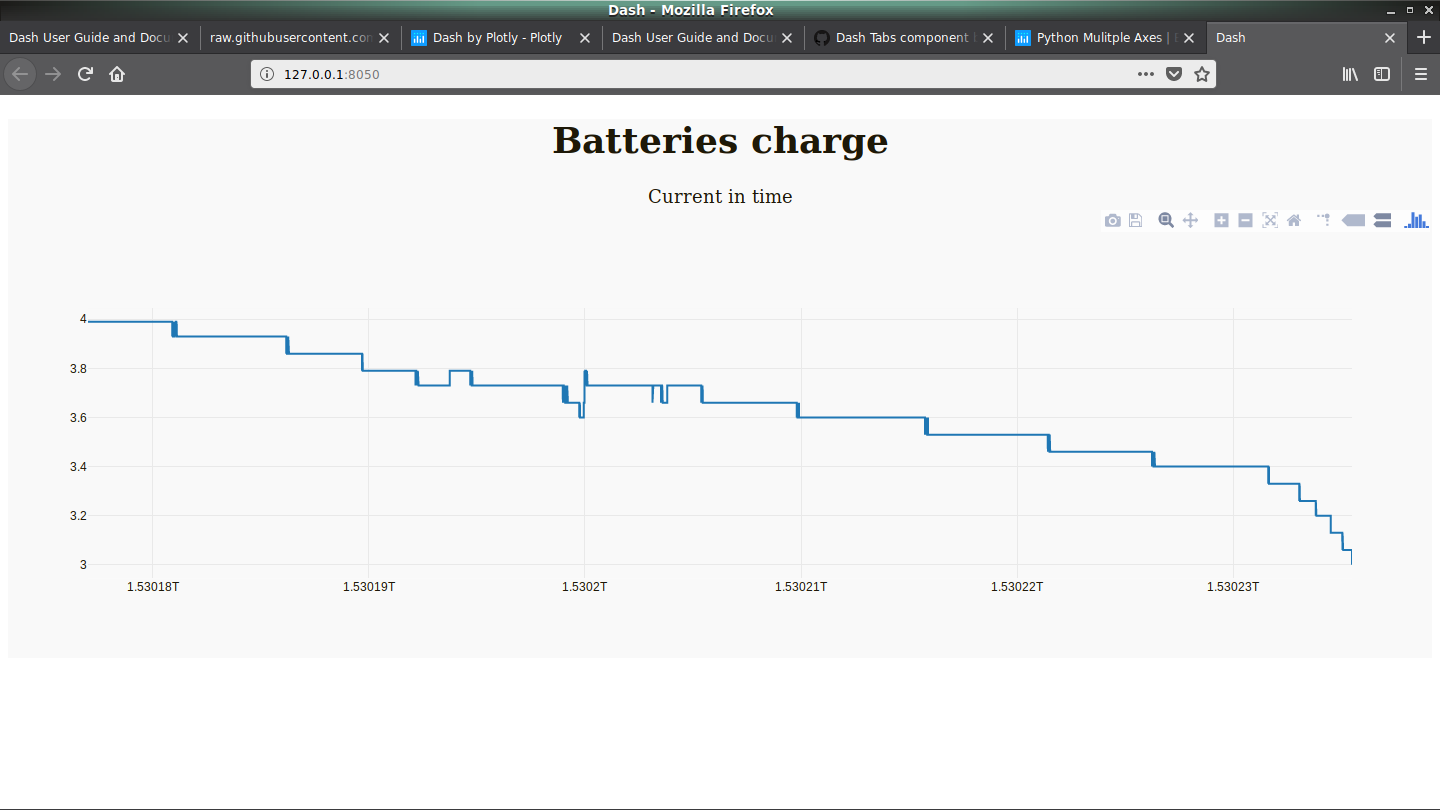 Dash - Mozilla Firefox
Dash User Guide and Docu raw.githubusercontent.con Dash by Plotly - Plotly Dash User Guide and Docu Dash Tabs component Python Mulitple Axes | Dash
127.0.0.1:8050
Batteries charge
Current in time
4
3.8
3.6
3.4
3.2
3
1.53018T 1.53019T 1.5302T 1.53021T 1.53022T 1.53023T